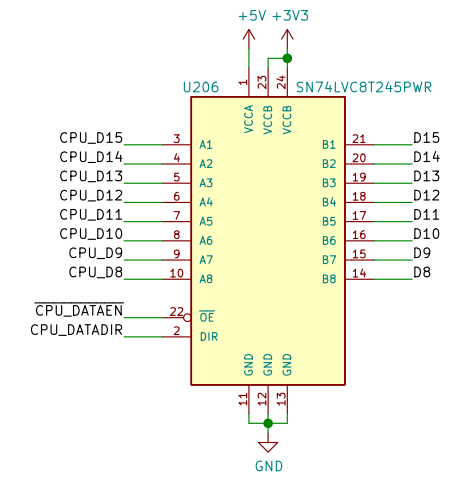 +5V +3V3
U206 SN74LVC8T245PWR
1 23 24
VCCA VCCB VCCB
CPU_D15 3 A1 B1 21 D15
CPU_D14 4 A2 B2 20 D14
CPU_D13 5 A3 B3 19 D13
CPU_D12 6 A4 B4 18 D12
CPU_D11 7 A5 B5 17 D11
CPU_D10 8 A6 B6 16 D10
CPU_D9 9 A7 B7 15 D9
CPU_D8 10 A8 B8 14 D8
CPU_DATAEN 22 OE
CPU_DATADIR 2 DIR
GND GND GND
11 12 13
GND